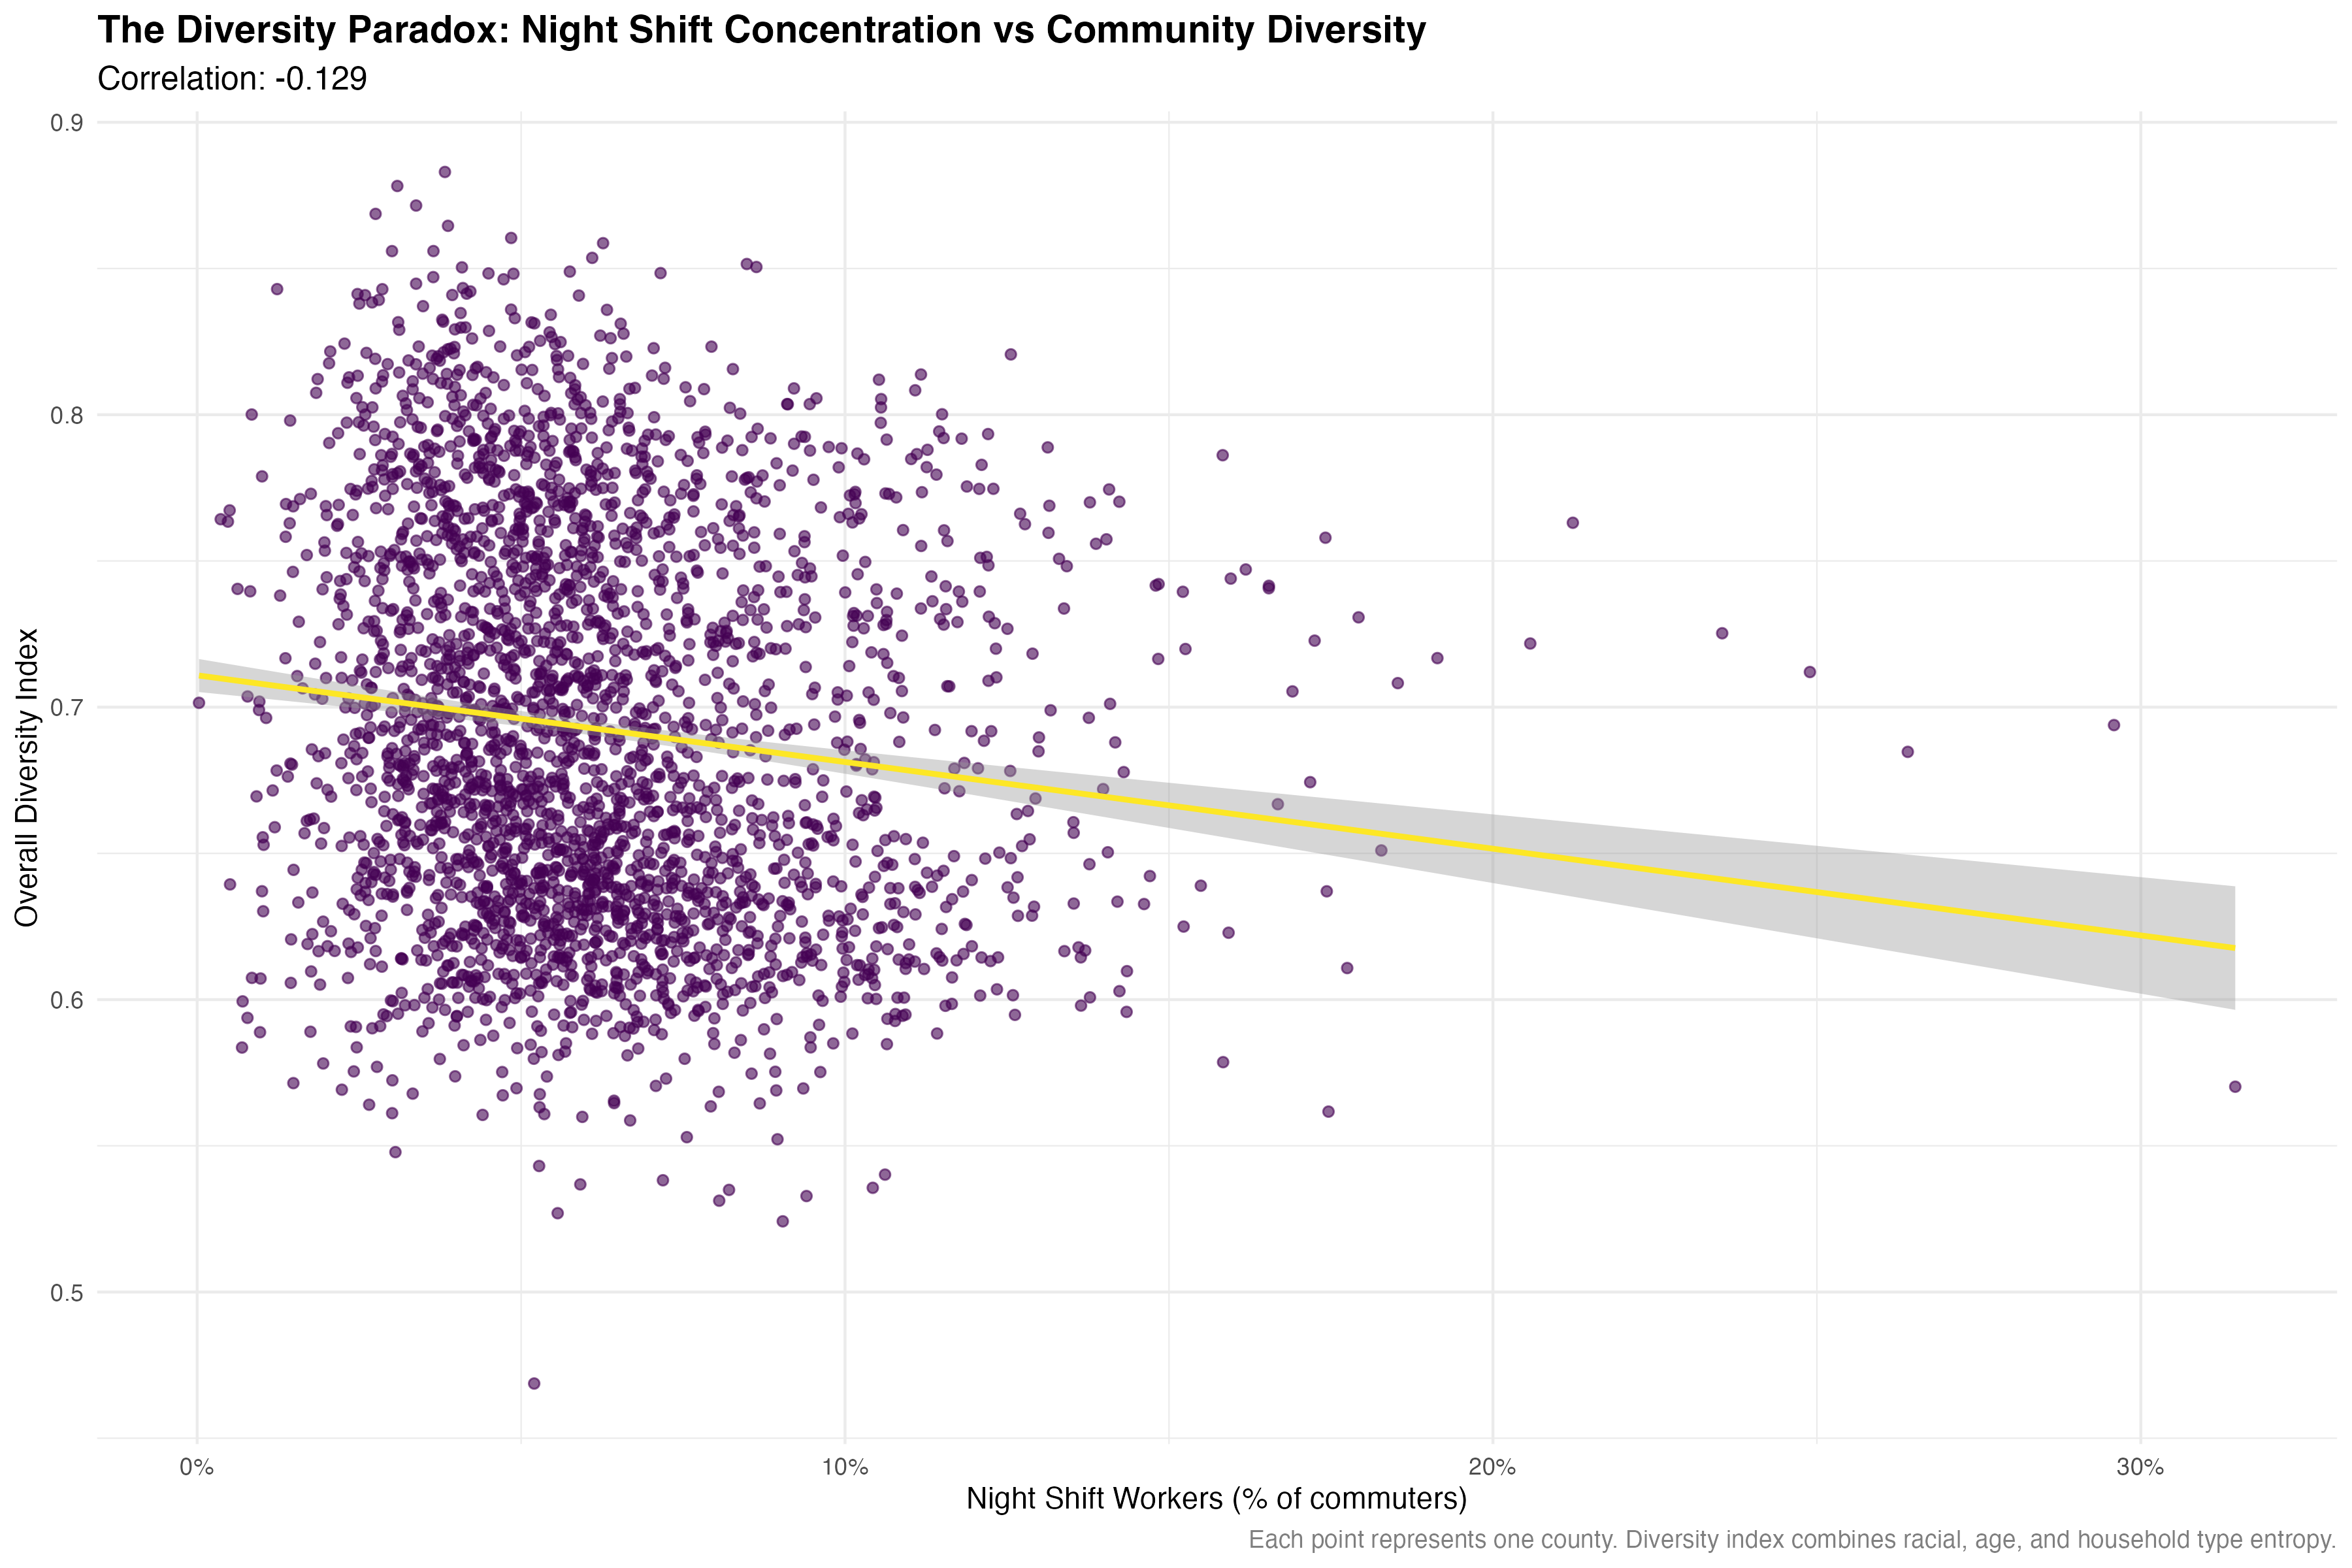 The Diversity Paradox: Night Shift Concentration vs Community Diversity
Correlation: -0.129
0.9
0.8
0.7
0.6
0.5
Overall Diversity Index
0%
10%
20%
30%
Night Shift Workers (% of commuters)
Each point represents one county. Diversity index combines racial, age, and household type entropy.